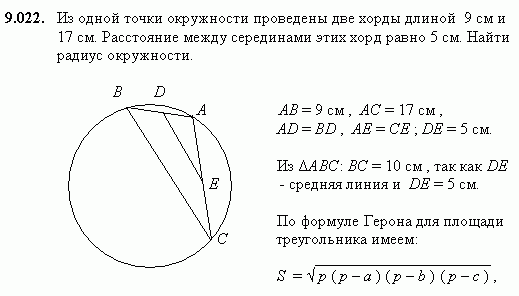 9.022. Из одной точки окружности проведены две хорды длиной 9 см и
17 см. Расстояние между серединами этих хорд равно 5 см. Найти
радиус окружности.
B D
A
E
C
AB = 9 см , AC = 17 см ,
AD = BD , AE = CE ; DE = 5 см.
Из ΔABC: BC = 10 см , так как DE
- средняя линия и DE = 5 см.
По формуле Герона для площади
треугольника имеем:
S = √p ( p – a ) ( p – b ) ( p – c ) ,